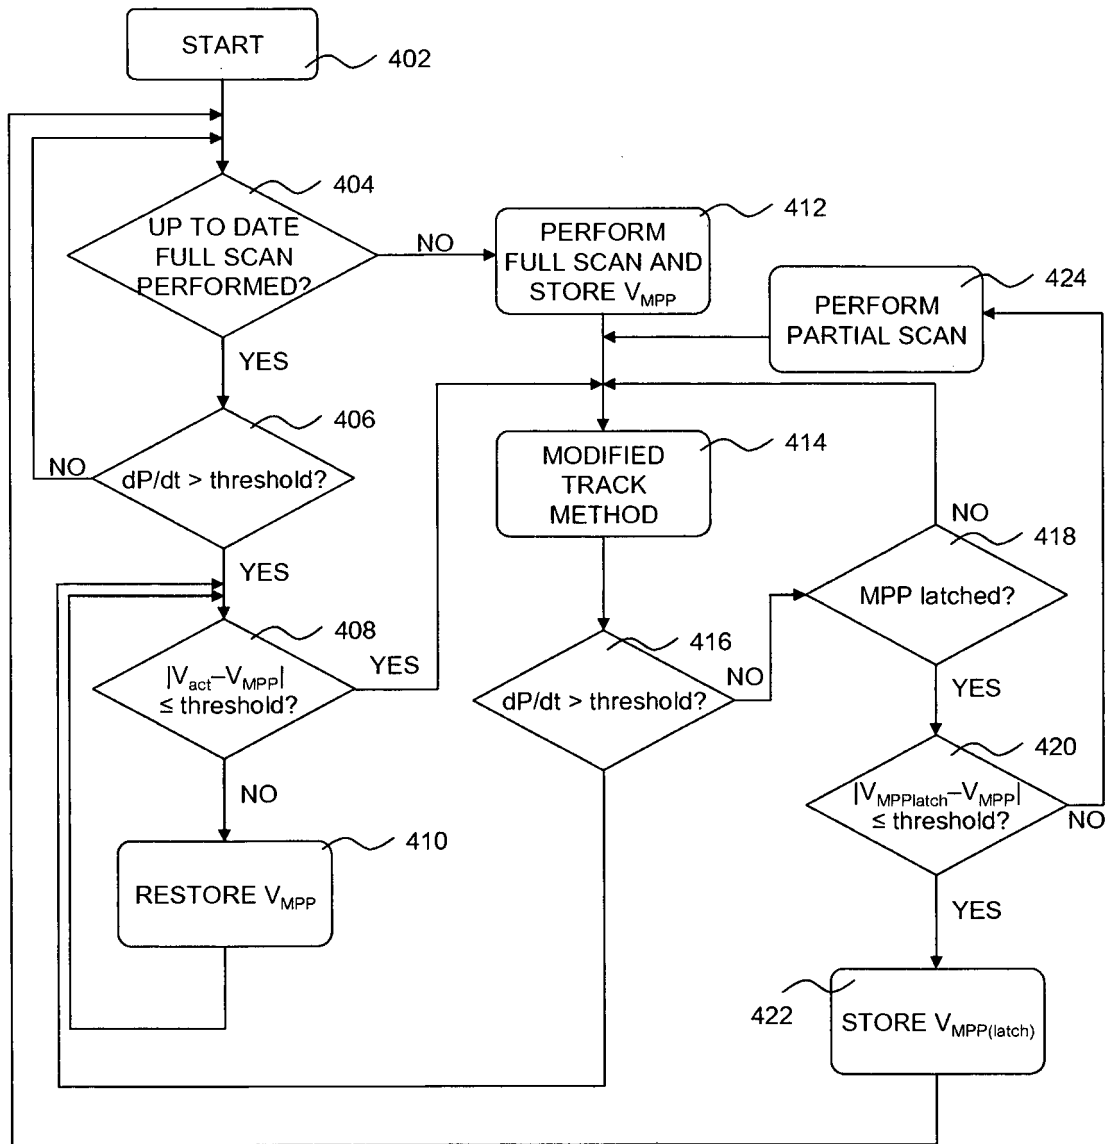 START
402
404
UP TO DATE
FULL SCAN
PERFORMED?
NO
412
PERFORM
FULL SCAN AND
STORE V_MPP
424
PERFORM
PARTIAL SCAN
YES
406
dP/dt > threshold?
NO
YES
414
MODIFIED
TRACK
METHOD
NO
418
MPP latched?
408
|V_act–V_MPP|
≤ threshold?
YES
416
dP/dt > threshold?
NO
YES
NO
420
|V_MPPlatch–V_MPP|
≤ threshold?
NO
410
RESTORE V_MPP
YES
422
STORE V_MPP(latch)